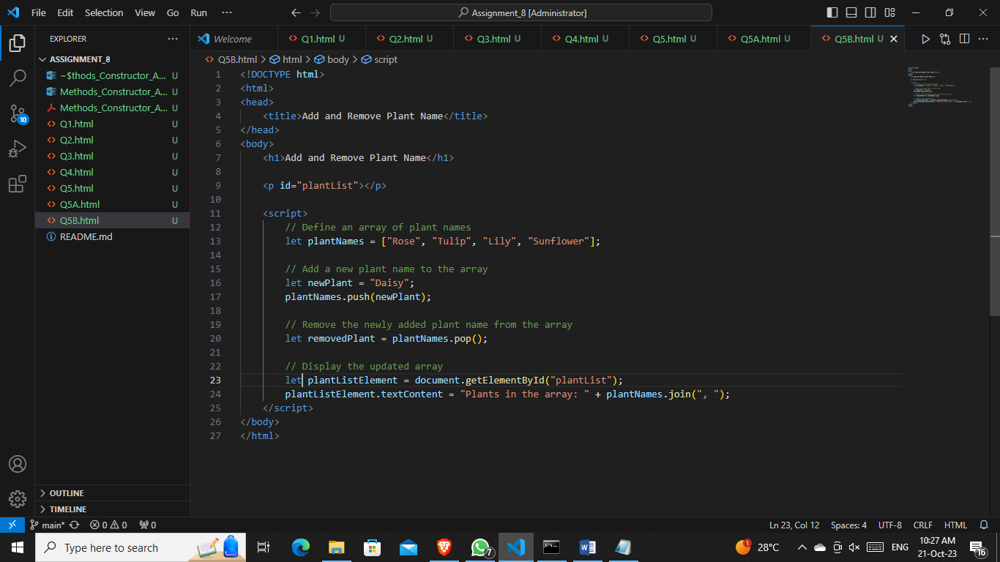 File Edit Selection View Go Run ··· Assignment_8 [Administrator]
EXPLORER ···
ASSIGNMENT_8
~$thods_Constructor_A... U
Methods_Constructor_A... U
Methods_Constructor_A... U
Q1.html U
Q2.html U
Q3.html U
Q4.html U
Q5.html U
Q5A.html U
Q5B.html U
README.md
OUTLINE
TIMELINE
10
Welcome Q1.html U Q2.html U Q3.html U Q4.html U Q5.html U Q5A.html U Q5B.html U
Q5B.html > html > body > script
1 <!DOCTYPE html>
2 <html>
3 <head>
4 <title>Add and Remove Plant Name</title>
5 </head>
6 <body>
7 <h1>Add and Remove Plant Name</h1>
8
9 <p id="plantList"></p>
10
11 <script>
12 // Define an array of plant names
13 let plantNames = ["Rose", "Tulip", "Lily", "Sunflower"];
14
15 // Add a new plant name to the array
16 let newPlant = "Daisy";
17 plantNames.push(newPlant);
18
19 // Remove the newly added plant name from the array
20 let removedPlant = plantNames.pop();
21
22 // Display the updated array
23 let plantListElement = document.getElementById("plantList");
24 plantListElement.textContent = "Plants in the array: " + plantNames.join(", ");
25 </script>
26 </body>
27 </html>
main* 0 0 0 Ln 23, Col 12 Spaces: 4 UTF-8 CRLF HTML
Type here to search 7 1 28°C ENG 10:27 AM
21-Oct-23 16